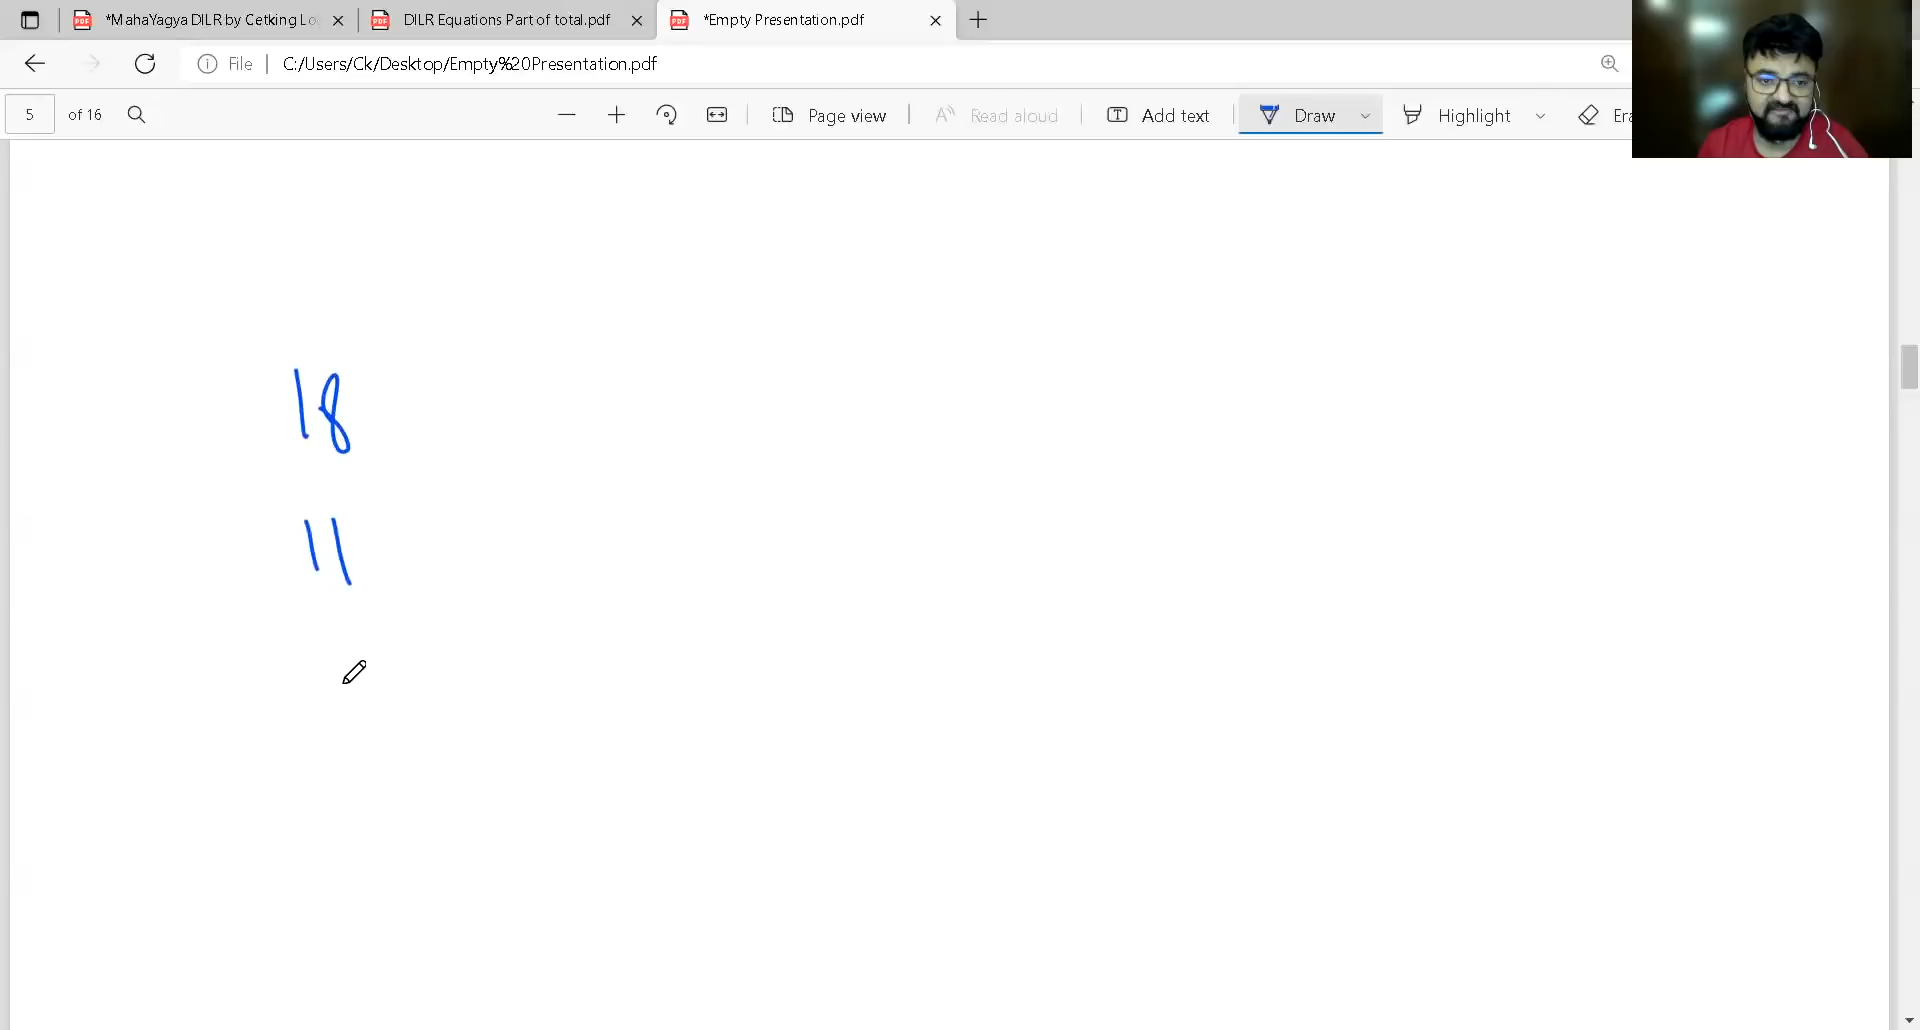 *MahaYagya DILR by Cetking Lo
DILR Equations Part of total.pdf
*Empty Presentation.pdf
File
C:/Users/Ck/Desktop/Empty%20Presentation.pdf
5 of 16
Page view
Read aloud
Add text
Draw
Highlight
Era
18
11